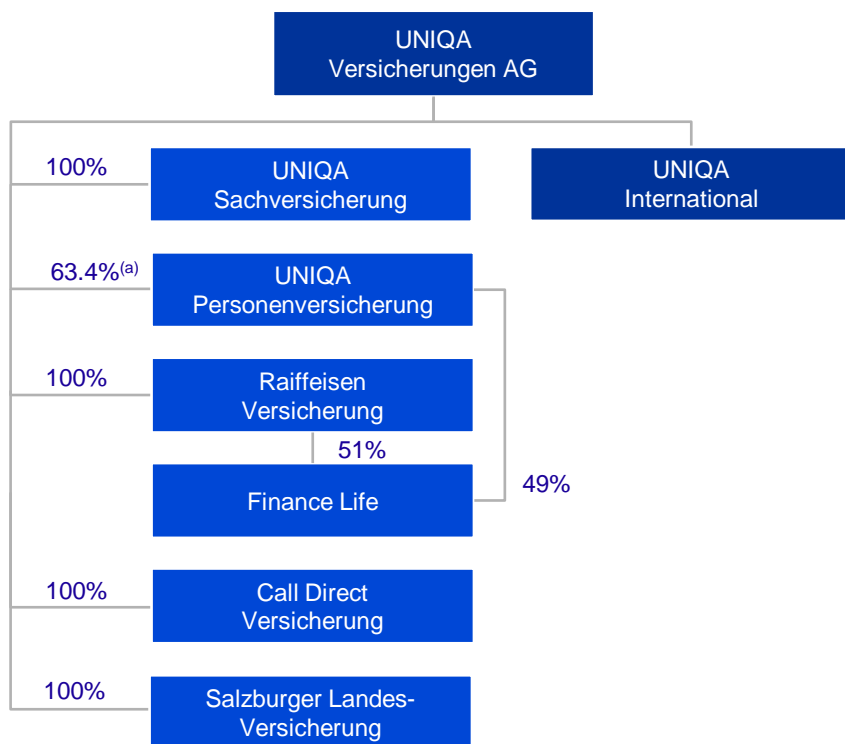 UNIQA
Versicherungen AG
100%
UNIQA
Sachversicherung
UNIQA
International
63.4%(a)
UNIQA
Personenversicherung
100%
Raiffeisen
Versicherung
51%
49%
Finance Life
100%
Call Direct
Versicherung
100%
Salzburger Landes-
Versicherung